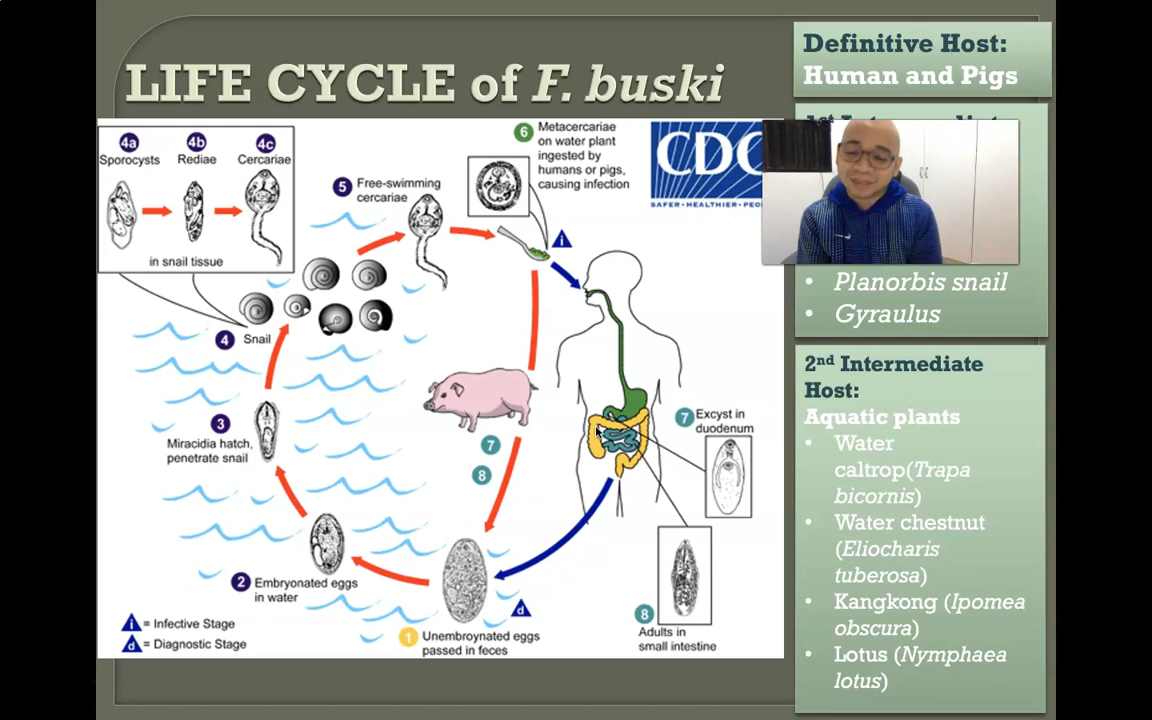 LIFE CYCLE of F. buski
Definitive Host:
Human and Pigs
4a
Sporocysts
4b
Rediae
4c
Cercariae
in snail tissue
5
Free-swimming
cercariae
6
Metacercariae
on water plant
ingested by
humans or pigs,
causing infection
CDC
SAFER • HEALTHIER •
i
4
Snail
3
Miracidia hatch,
penetrate snail
2
Embryonated eggs
in water
1
Unembroynated eggs
passed in feces
d
7
8
7
Excyst in
duodenum
8
Adults in
small intestine
i = Infective Stage
d = Diagnostic Stage
• Planorbis snail
• Gyraulus
2nd Intermediate
Host:
Aquatic plants
• Water
caltrop(Trapa
bicornis)
• Water chestnut
(Eliocharis
tuberosa)
• Kangkong (Ipomea
obscura)
• Lotus (Nymphaea
lotus)